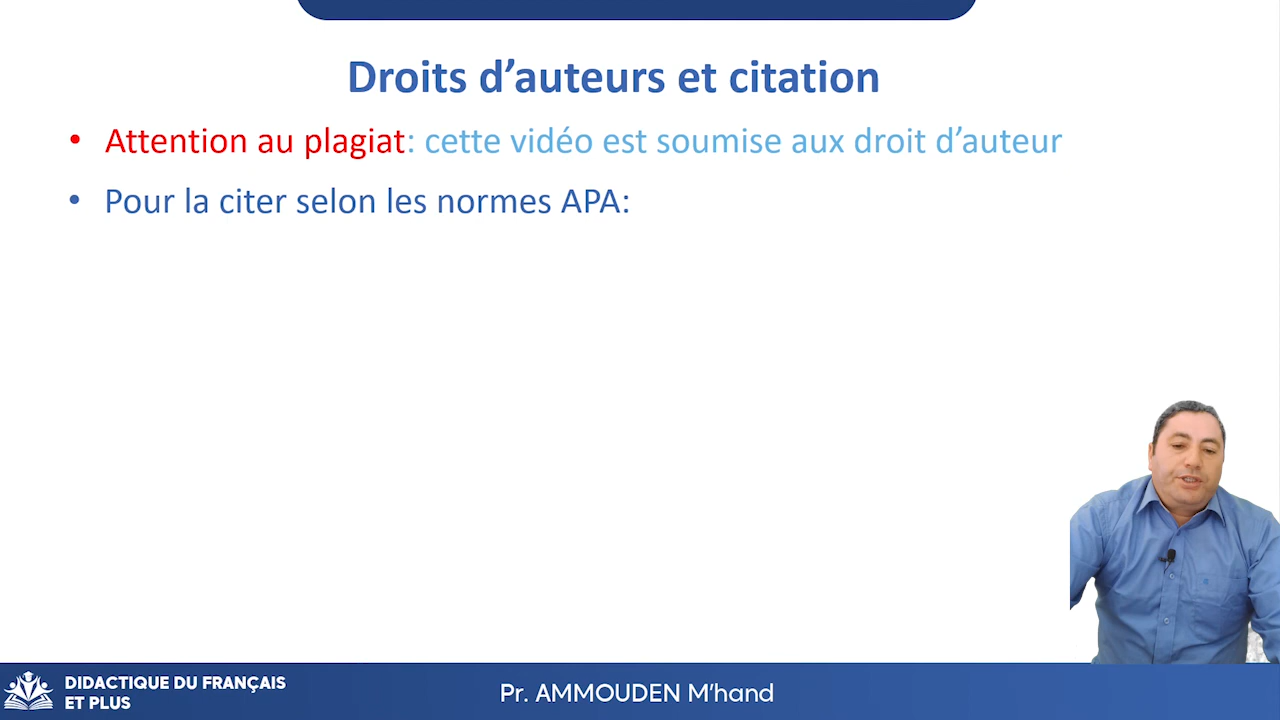 Droits d’auteurs et citation
• Attention au plagiat: cette vidéo est soumise aux droit d’auteur
• Pour la citer selon les normes APA:
DIDACTIQUE DU FRANÇAIS
ET PLUS
Pr. AMMOUDEN M’hand